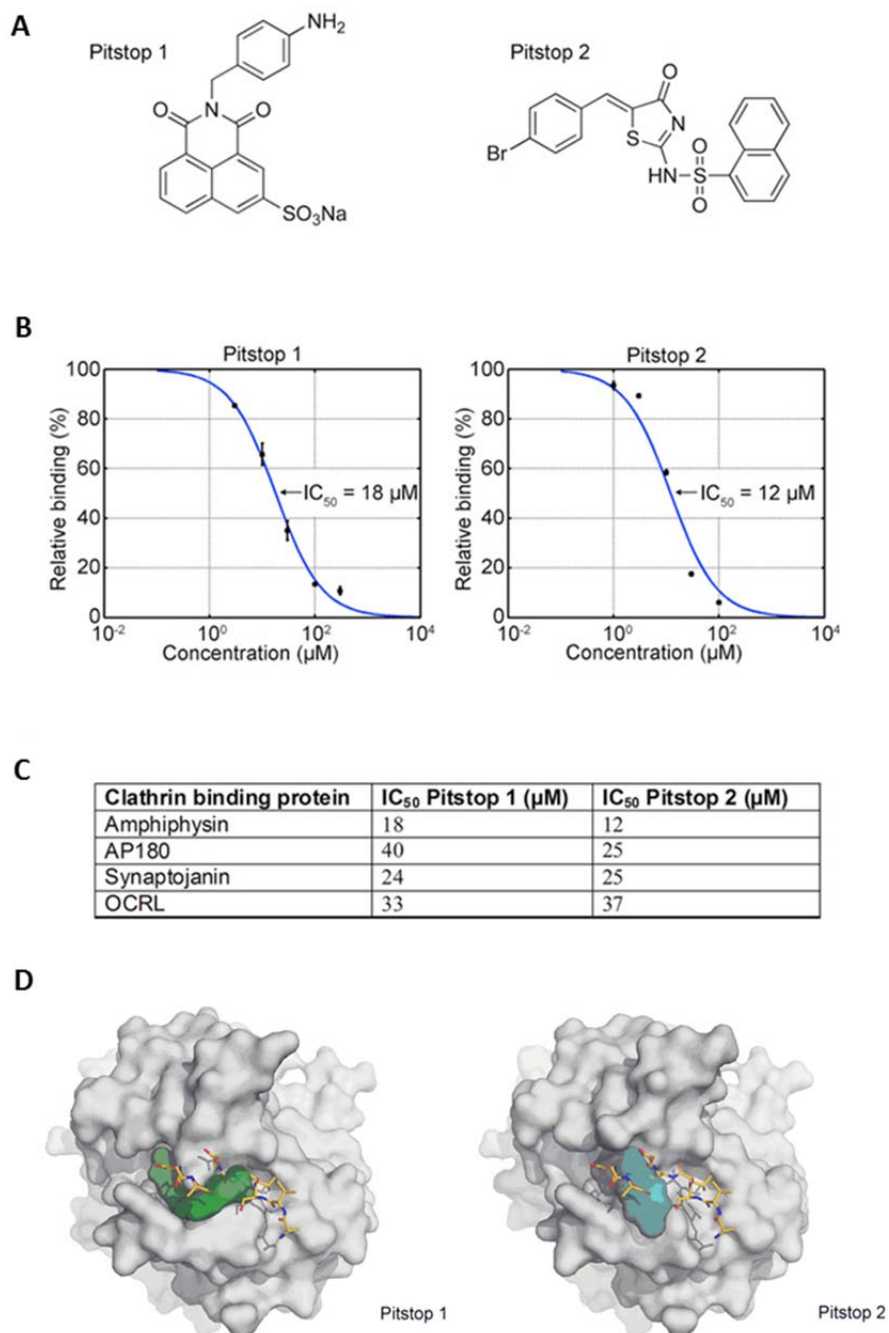 A
Pitstop 1
NH₂
O
N
O
SO₃Na
Pitstop 2
O
N
S
Br
HN
O
S
O
B
Pitstop 1
Relative binding (%)
100
80
60
40
20
0
IC₅₀ = 18 µM
10⁻² 10⁰ 10² 10⁴
Concentration (µM)
Pitstop 2
Relative binding (%)
100
80
60
40
20
0
IC₅₀ = 12 µM
10⁻² 10⁰ 10² 10⁴
Concentration (µM)
C
Clathrin binding protein IC₅₀ Pitstop 1 (µM) IC₅₀ Pitstop 2 (µM)
Amphiphysin 18 12
AP180 40 25
Synaptojanin 24 25
OCRL 33 37
D
Pitstop 1
Pitstop 2